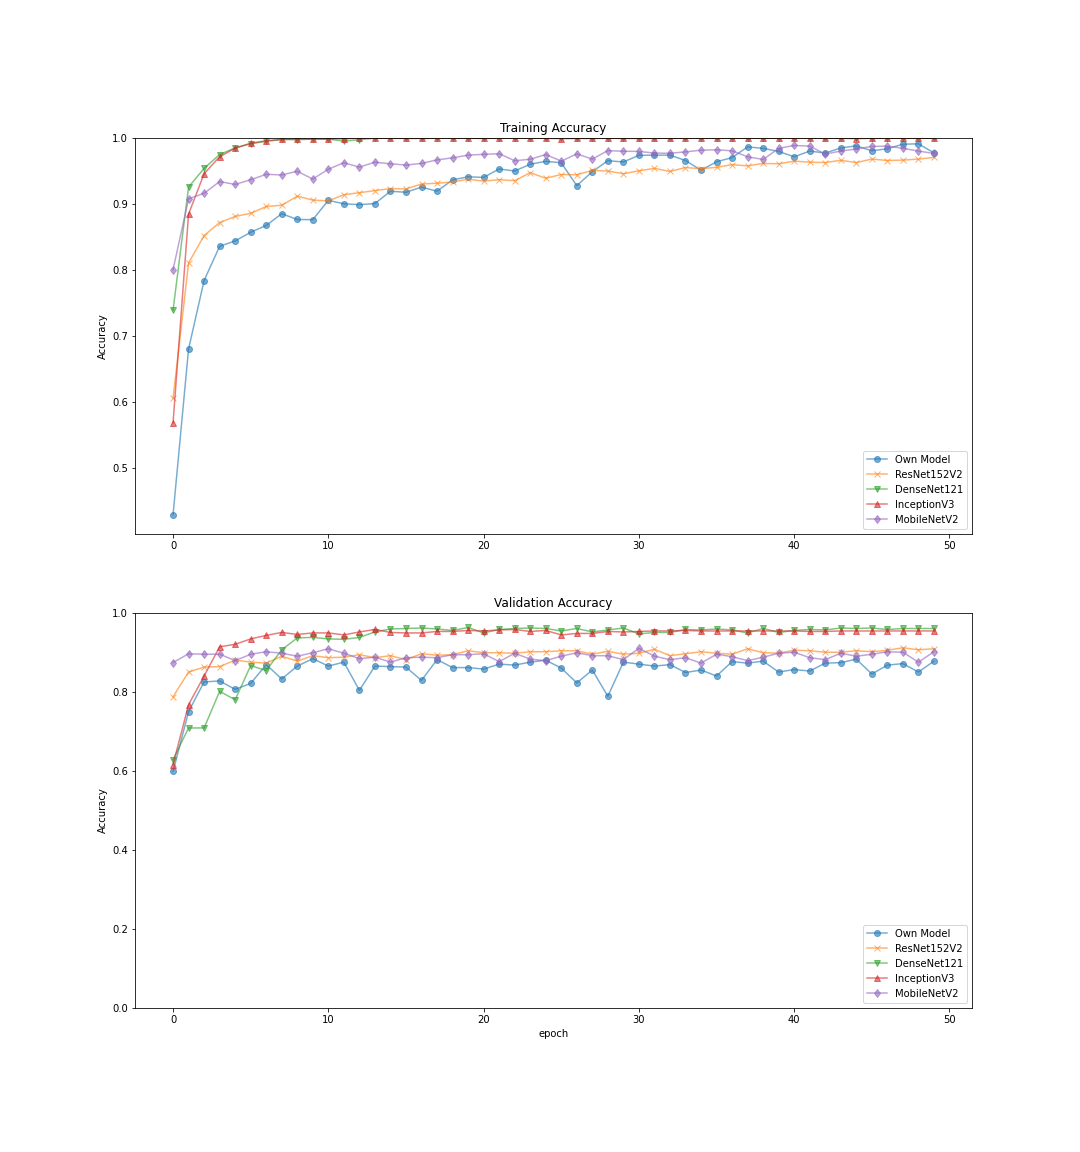 Training Accuracy
1.0
0.9
0.8
0.7
0.6
0.5
Accuracy
0 10 20 30 40 50
Own Model
ResNet152V2
DenseNet121
InceptionV3
MobileNetV2
Validation Accuracy
1.0
0.8
0.6
0.4
0.2
0.0
Accuracy
0 10 20 30 40 50
epoch
Own Model
ResNet152V2
DenseNet121
InceptionV3
MobileNetV2